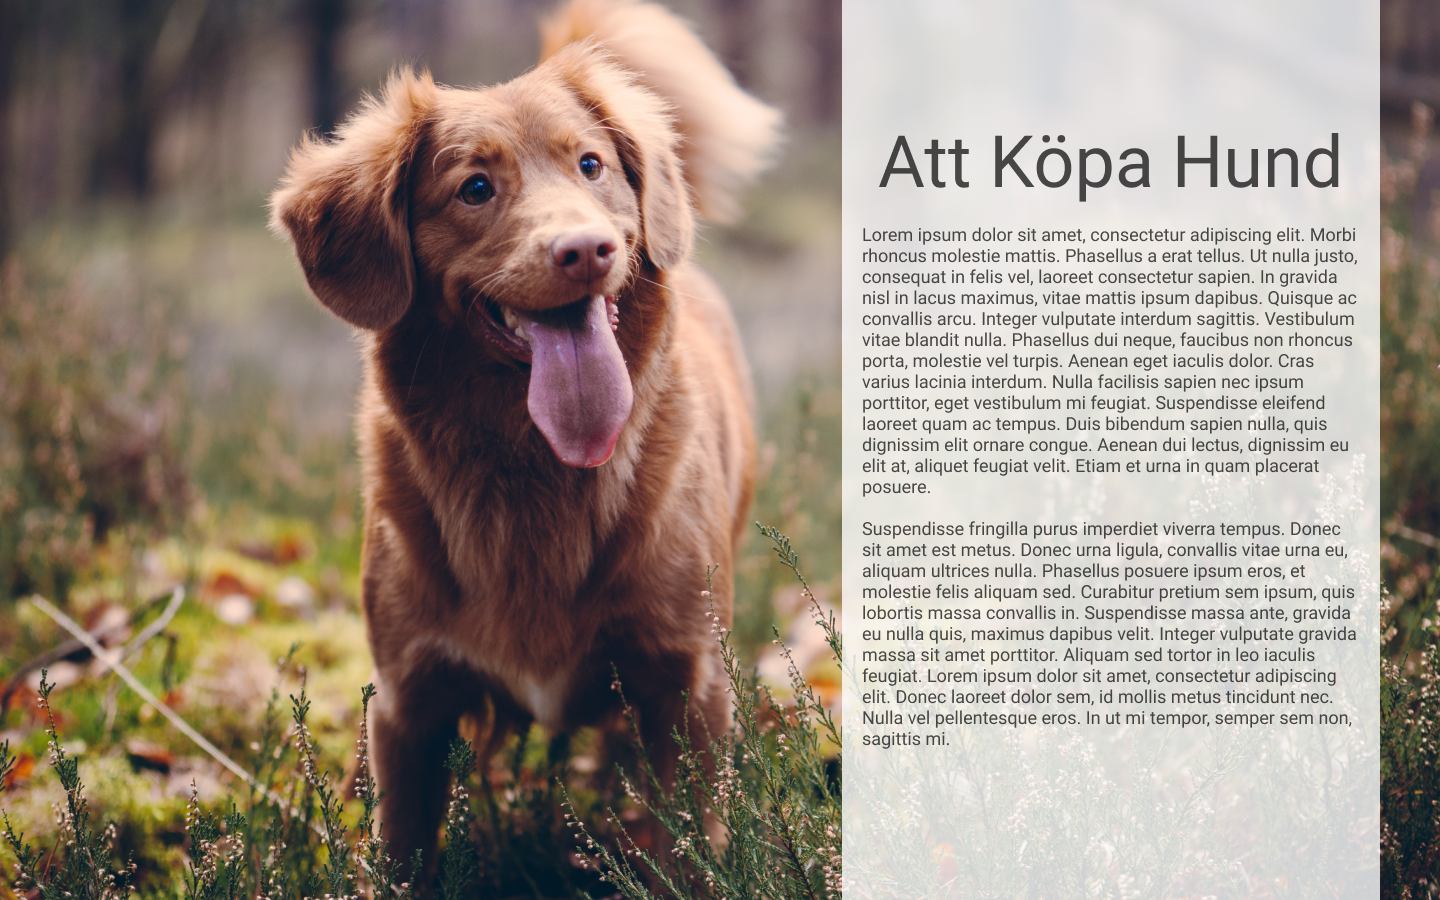 Att Köpa Hund
Lorem ipsum dolor sit amet, consectetur adipiscing elit. Morbi
rhoncus molestie mattis. Phasellus a erat tellus. Ut nulla justo,
consequat in felis vel, laoreet consectetur sapien. In gravida
nisl in lacus maximus, vitae mattis ipsum dapibus. Quisque ac
convallis arcu. Integer vulputate interdum sagittis. Vestibulum
vitae blandit nulla. Phasellus dui neque, faucibus non rhoncus
porta, molestie vel turpis. Aenean eget iaculis dolor. Cras
varius lacinia interdum. Nulla facilisis sapien nec ipsum
porttitor, eget vestibulum mi feugiat. Suspendisse eleifend
laoreet quam ac tempus. Duis bibendum sapien nulla, quis
dignissim elit ornare congue. Aenean dui lectus, dignissim eu
elit at, aliquet feugiat velit. Etiam et urna in quam placerat
posuere.
Suspendisse fringilla purus imperdiet viverra tempus. Donec
sit amet est metus. Donec urna ligula, convallis vitae urna eu,
aliquam ultrices nulla. Phasellus posuere ipsum eros, et
molestie felis aliquam sed. Curabitur pretium sem ipsum, quis
lobortis massa convallis in. Suspendisse massa ante, gravida
eu nulla quis, maximus dapibus velit. Integer vulputate gravida
massa sit amet porttitor. Aliquam sed tortor in leo iaculis
feugiat. Lorem ipsum dolor sit amet, consectetur adipiscing
elit. Donec laoreet dolor sem, id mollis metus tincidunt nec.
Nulla vel pellentesque eros. In ut mi tempor, semper sem non,
sagittis mi.